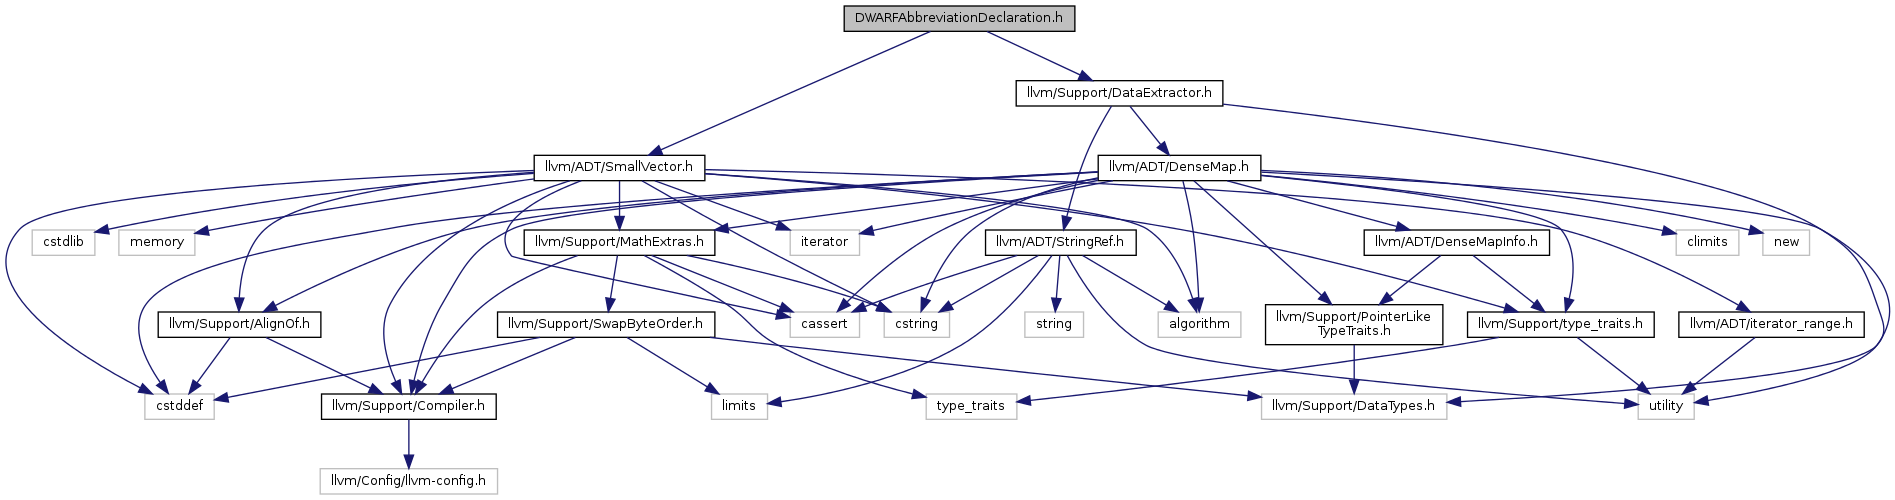 DWARFAbbreviationDeclaration.h
llvm/Support/DataExtractor.h
llvm/ADT/SmallVector.h
llvm/ADT/DenseMap.h
cstdlib
memory
llvm/Support/MathExtras.h
iterator
llvm/ADT/StringRef.h
llvm/ADT/DenseMapInfo.h
climits
new
llvm/Support/AlignOf.h
llvm/Support/SwapByteOrder.h
cassert
cstring
string
algorithm
llvm/Support/PointerLike
TypeTraits.h
llvm/Support/type_traits.h
llvm/ADT/iterator_range.h
cstddef
llvm/Support/Compiler.h
limits
type_traits
llvm/Support/DataTypes.h
utility
llvm/Config/llvm-config.h